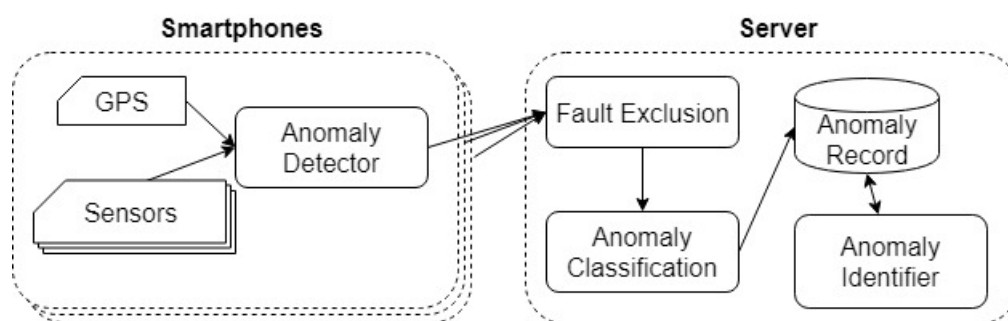 Smartphones
GPS
Sensors
Anomaly
Detector
Server
Fault Exclusion
Anomaly
Classification
Anomaly
Record
Anomaly
Identifier